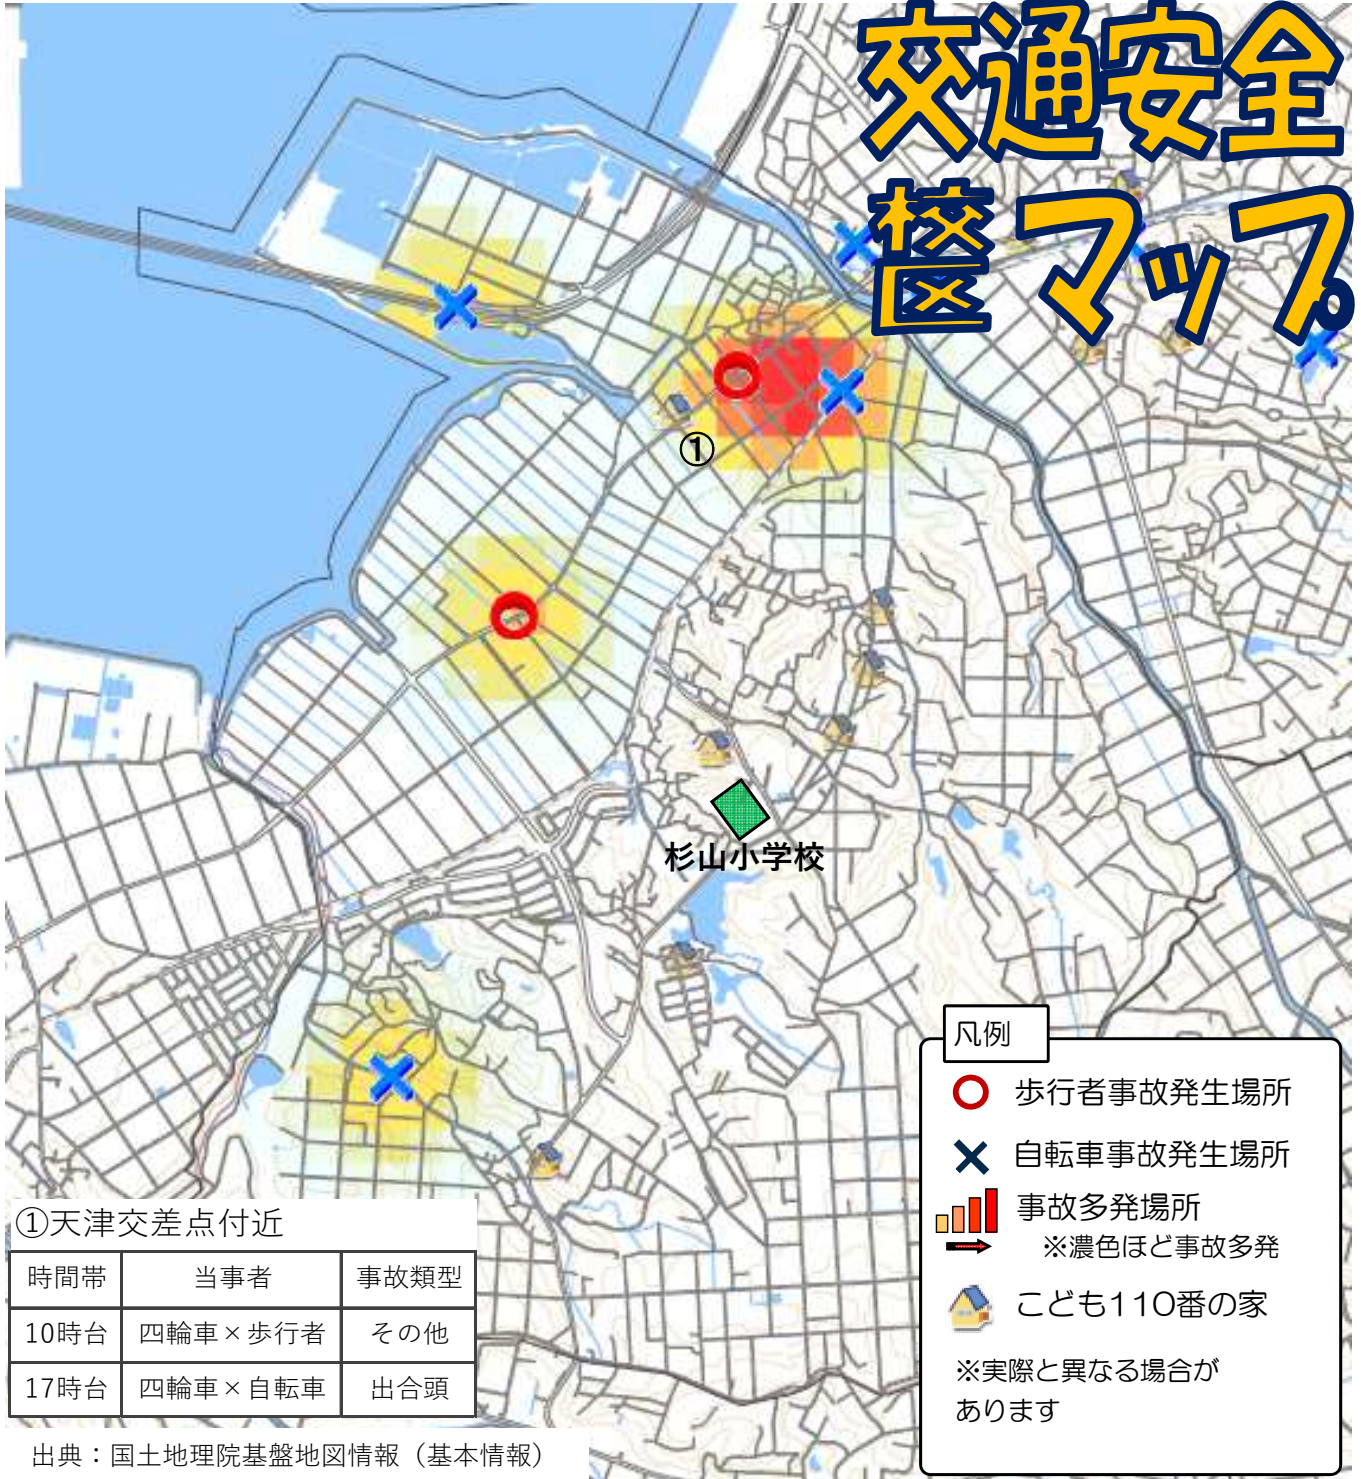 交通安全
校区マップ
①
杉山小学校
凡例
歩行者事故発生場所
自転車事故発生場所
事故多発場所
※濃色ほど事故多発
こども110番の家
※実際と異なる場合が
あります
①天津交差点付近
時間帯 当事者 事故類型
10時台 四輪車×歩行者 その他
17時台 四輪車×自転車 出合頭
出典：国土地理院基盤地図情報（基本情報）